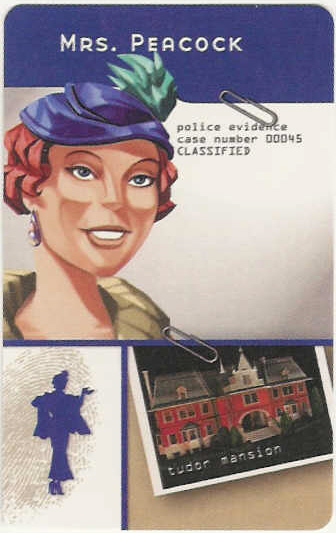 Mrs. Peacock
police evidence
case number 00045
CLASSIFIED
tudor mansion